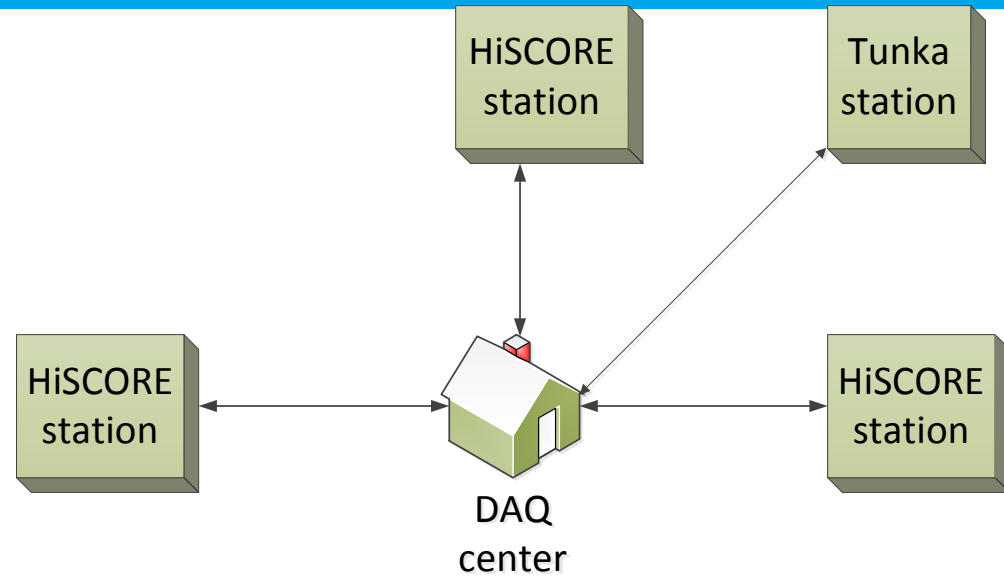 HiSCORE
station
Tunka
station
HiSCORE
station
HiSCORE
station
DAQ
center